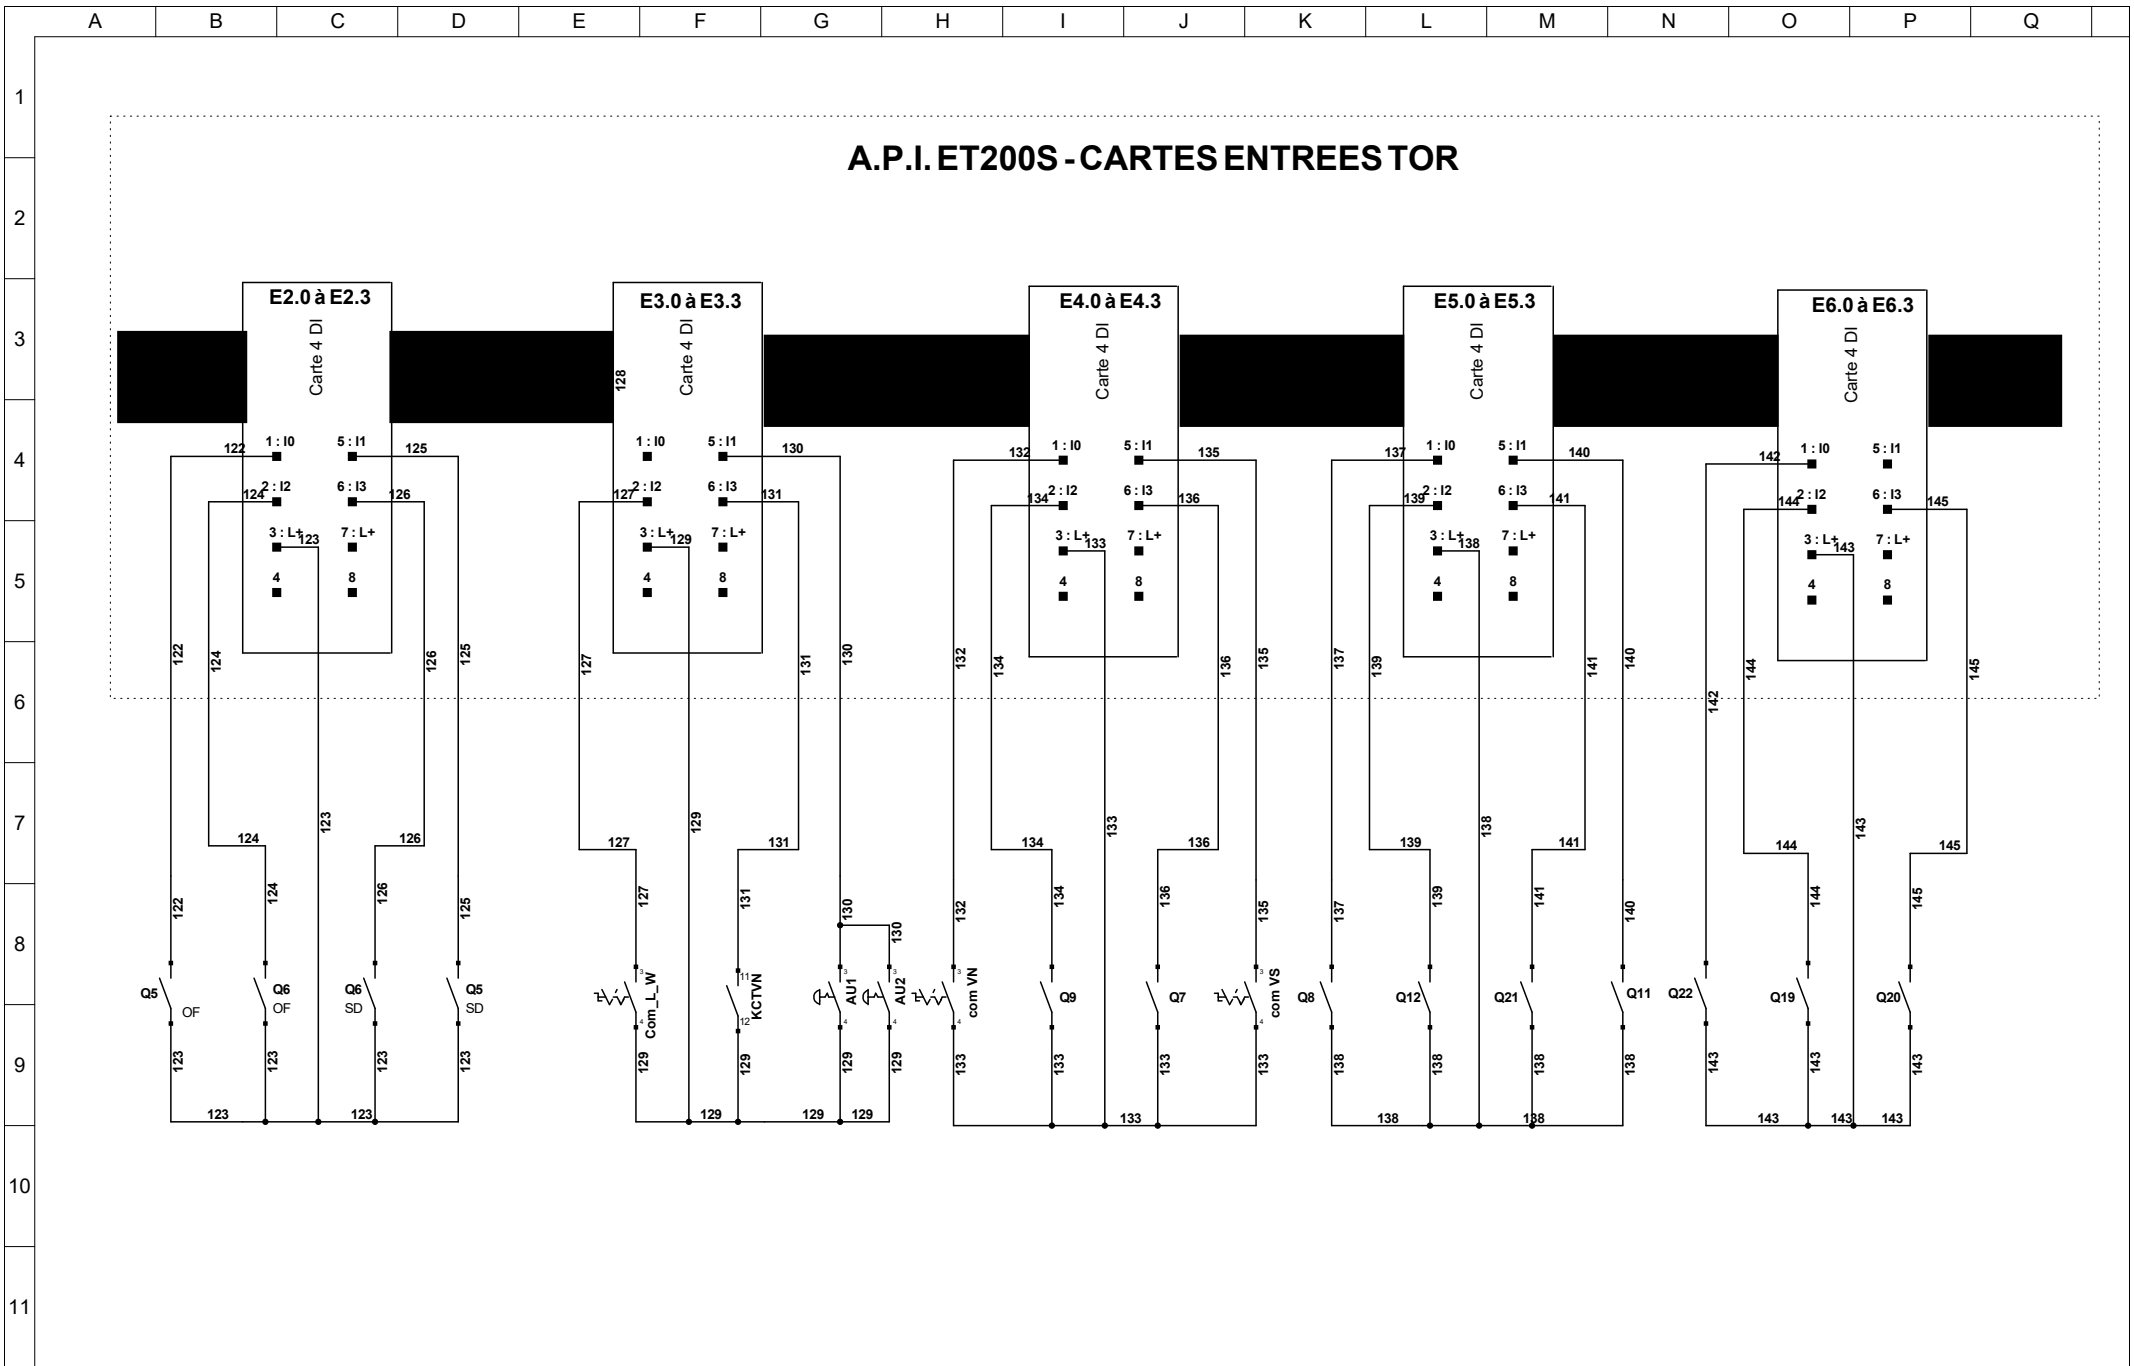 A B C D E F G H I J K L M N O P Q
1
A.P.I. ET200S - CARTES ENTREES TOR
2
E2.0 à E2.3 E3.0 à E3.3 E4.0 à E4.3 E5.0 à E5.3 E6.0 à E6.3
3
Carte 4 DI 128 Carte 4 DI Carte 4 DI Carte 4 DI Carte 4 DI
4
122 1 : I0 5 : I1 125 1 : I0 5 : I1 130 132 1 : I0 5 : I1 135 137 1 : I0 5 : I1 140 142 1 : I0 5 : I1
124 2 : I2 6 : I3 126 127 2 : I2 6 : I3 131 134 2 : I2 6 : I3 136 139 2 : I2 6 : I3 141 144 2 : I2 6 : I3 145
3 : L+ 123 7 : L+ 3 : L+ 129 7 : L+ 3 : L+ 133 7 : L+ 3 : L+ 138 7 : L+ 3 : L+ 143 7 : L+
5
4 8 4 8 4 8 4 8 4 8
122 124 126 125 127 131 130 132 134 136 135 137 139 141 140 144 145
6
142
7
123 129 133 138 143
124 126 127 131 134 136 139 141 144 145
122 124 126 125 127 131 130 132 134 136 135 137 139 141 140 144 145
130
8
3 11 3 3 3 3
Q5 OF Q6 OF Q6 SD Q5 SD Com_L_W KCTVN AU1 AU2 com VN Q9 Q7 com VS Q8 Q12 Q21 Q11 Q22 Q19 Q20
4 12 4 4 4 4
9
123 123 123 123 129 129 129 129 133 133 133 133 138 138 138 138 143 143 143
123 123 129 129 129 133 138 138 143 143 143
10
11